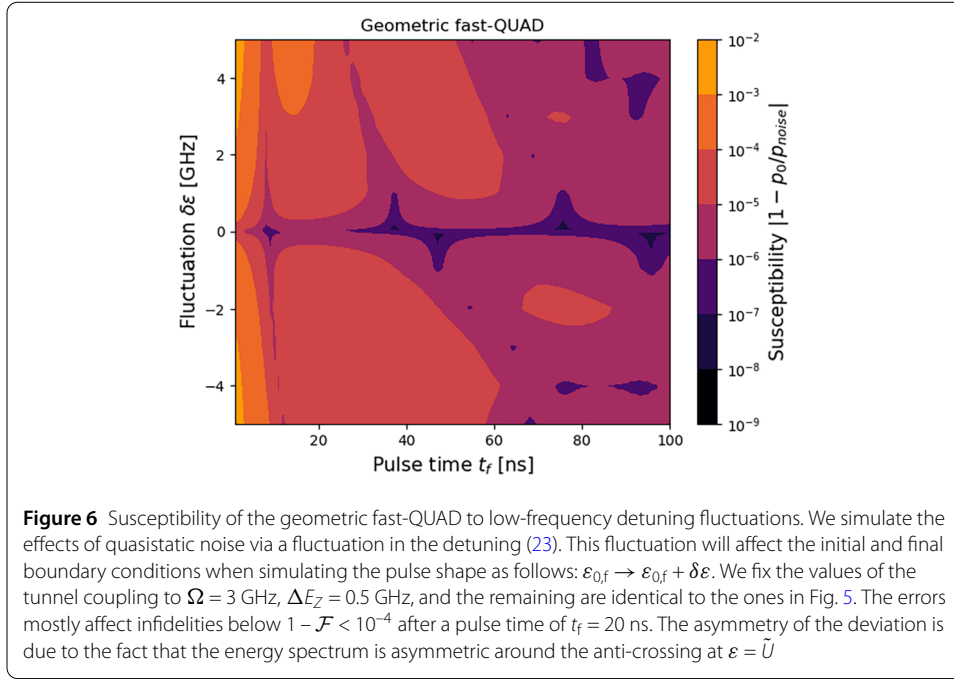 Geometric fast-QUAD
Fluctuation δε [GHz]
4
2
0
−2
−4
20
40
60
80
100
Pulse time t_f [ns]
10⁻²
10⁻³
10⁻⁴
10⁻⁵
10⁻⁶
10⁻⁷
10⁻⁸
10⁻⁹
Susceptibility |1 − p₀/p_noise|
Figure 6 Susceptibility of the geometric fast-QUAD to low-frequency detuning fluctuations. We simulate the
effects of quasistatic noise via a fluctuation in the detuning (23). This fluctuation will affect the initial and final
boundary conditions when simulating the pulse shape as follows: ε₀,f → ε₀,f + δε. We fix the values of the
tunnel coupling to Ω = 3 GHz, ΔE_Z = 0.5 GHz, and the remaining are identical to the ones in Fig. 5. The errors
mostly affect infidelities below 1 – 𝓕 < 10⁻⁴ after a pulse time of t_f = 20 ns. The asymmetry of the deviation is
due to the fact that the energy spectrum is asymmetric around the anti-crossing at ε = Ũ